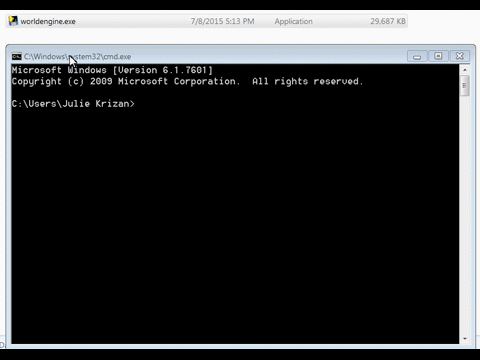 worldengine.exe 7/8/2015 5:13 PM Application 29,687 KB
C:\Windows\system32\cmd.exe
Microsoft Windows [Version 6.1.7601]
Copyright (c) 2009 Microsoft Corporation. All rights reserved.
C:\Users\Julie Krizan>